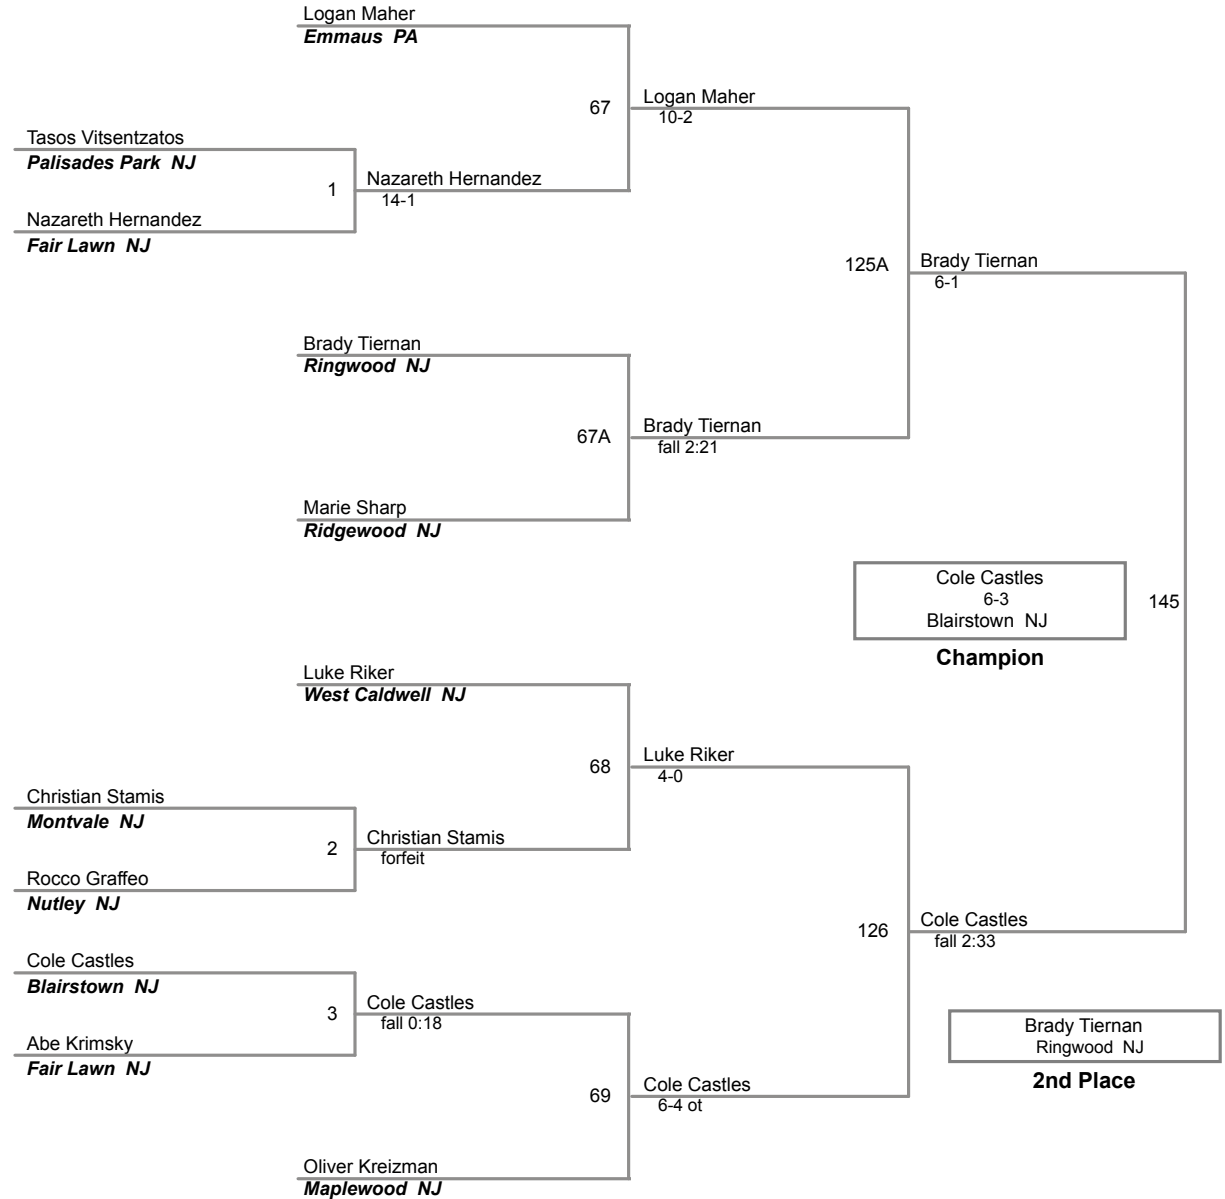 Logan Maher
Emmaus PA
67
Logan Maher
10-2
Tasos Vitsentzatos
Palisades Park NJ
1
Nazareth Hernandez
14-1
Nazareth Hernandez
Fair Lawn NJ
125A
Brady Tiernan
6-1
Brady Tiernan
Ringwood NJ
67A
Brady Tiernan
fall 2:21
Marie Sharp
Ridgewood NJ
Cole Castles
6-3
Blairstown NJ
145
Champion
Luke Riker
West Caldwell NJ
68
Luke Riker
4-0
Christian Stamis
Montvale NJ
2
Christian Stamis
forfeit
Rocco Graffeo
Nutley NJ
126
Cole Castles
fall 2:33
Cole Castles
Blairstown NJ
3
Cole Castles
fall 0:18
Abe Krimsky
Fair Lawn NJ
Brady Tiernan
Ringwood NJ
2nd Place
69
Cole Castles
6-4 ot
Oliver Kreizman
Maplewood NJ